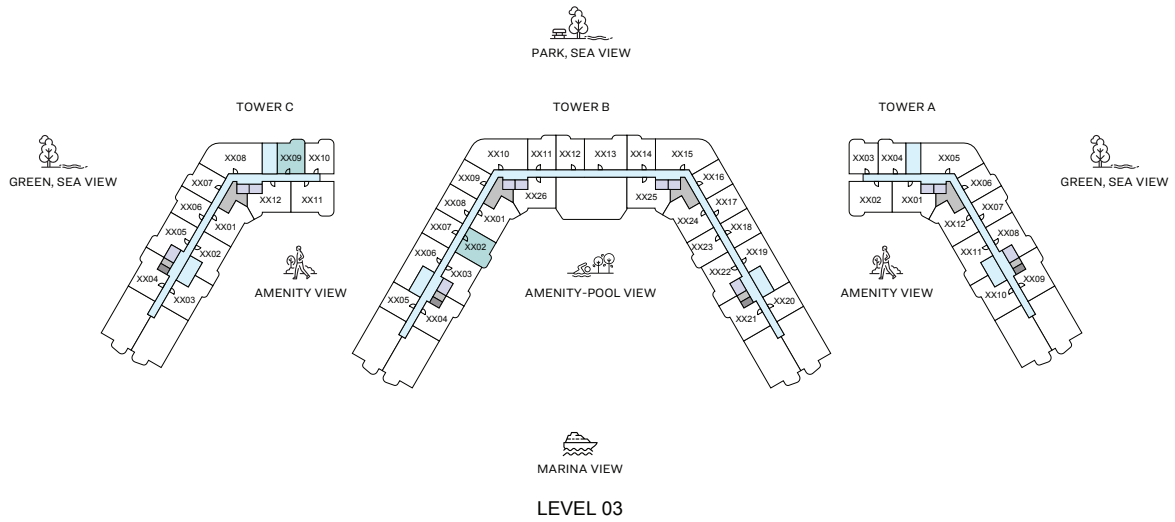 PARK, SEA VIEW
TOWER C
TOWER B
TOWER A
GREEN, SEA VIEW
GREEN, SEA VIEW
XX08
XX09
XX10
XX07
XX12
XX11
XX06
XX01
XX05
XX02
XX04
XX03
XX10
XX11
XX12
XX13
XX14
XX15
XX09
XX26
XX25
XX16
XX08
XX01
XX24
XX17
XX07
XX02
XX23
XX18
XX06
XX03
XX22
XX19
XX05
XX04
XX21
XX20
XX03
XX04
XX05
XX02
XX01
XX06
XX12
XX07
XX11
XX08
XX10
XX09
AMENITY VIEW
AMENITY-POOL VIEW
AMENITY VIEW
MARINA VIEW
LEVEL 03